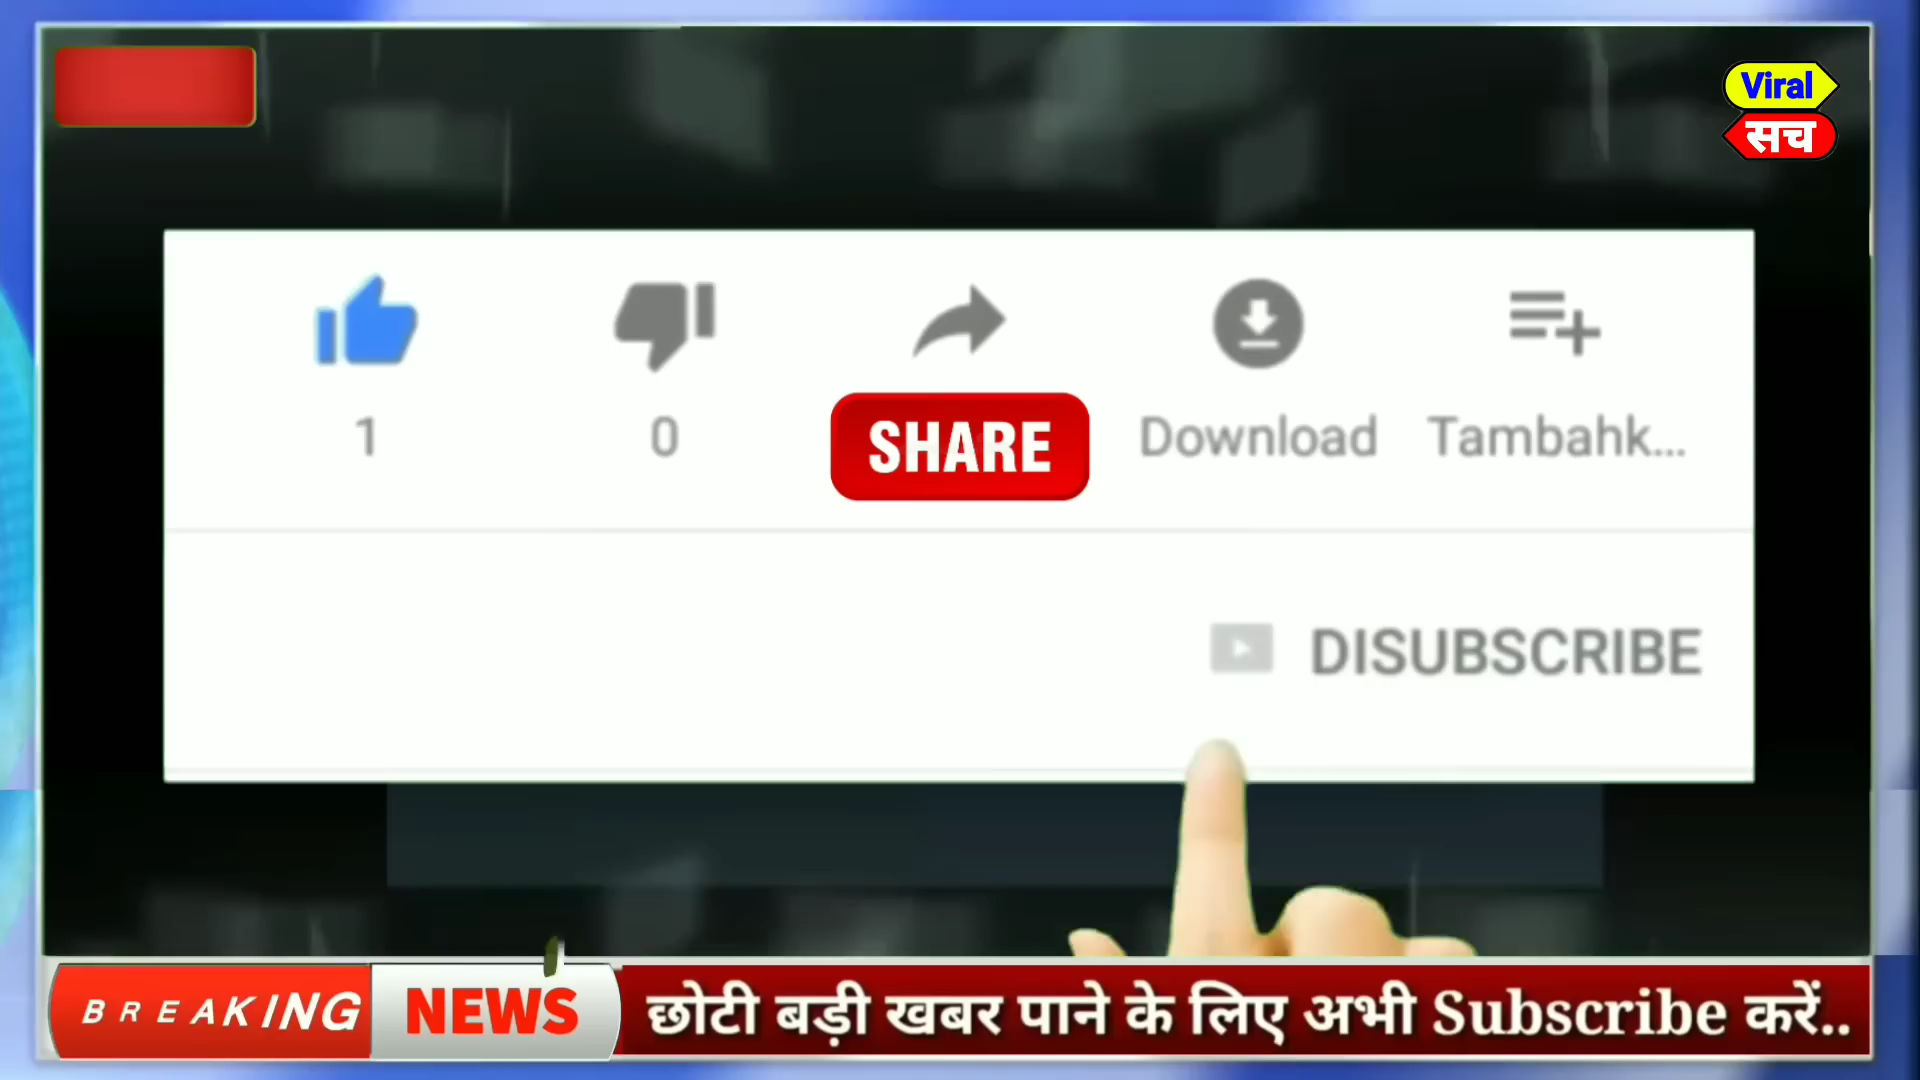 Viral
सच
1
0
SHARE
Download
Tambahk...
DISUBSCRIBE
BREAKING NEWS
छोटी बड़ी खबर पाने के लिए अभी Subscribe करें..